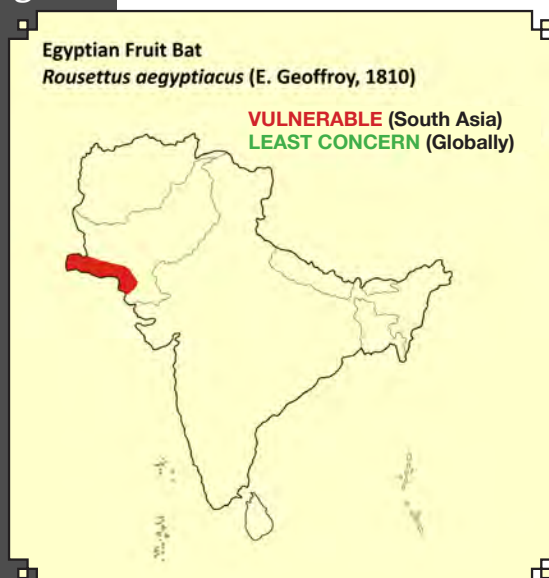 Egyptian Fruit Bat
Rousettus aegyptiacus (E. Geoffroy, 1810)
VULNERABLE (South Asia)
LEAST CONCERN (Globally)